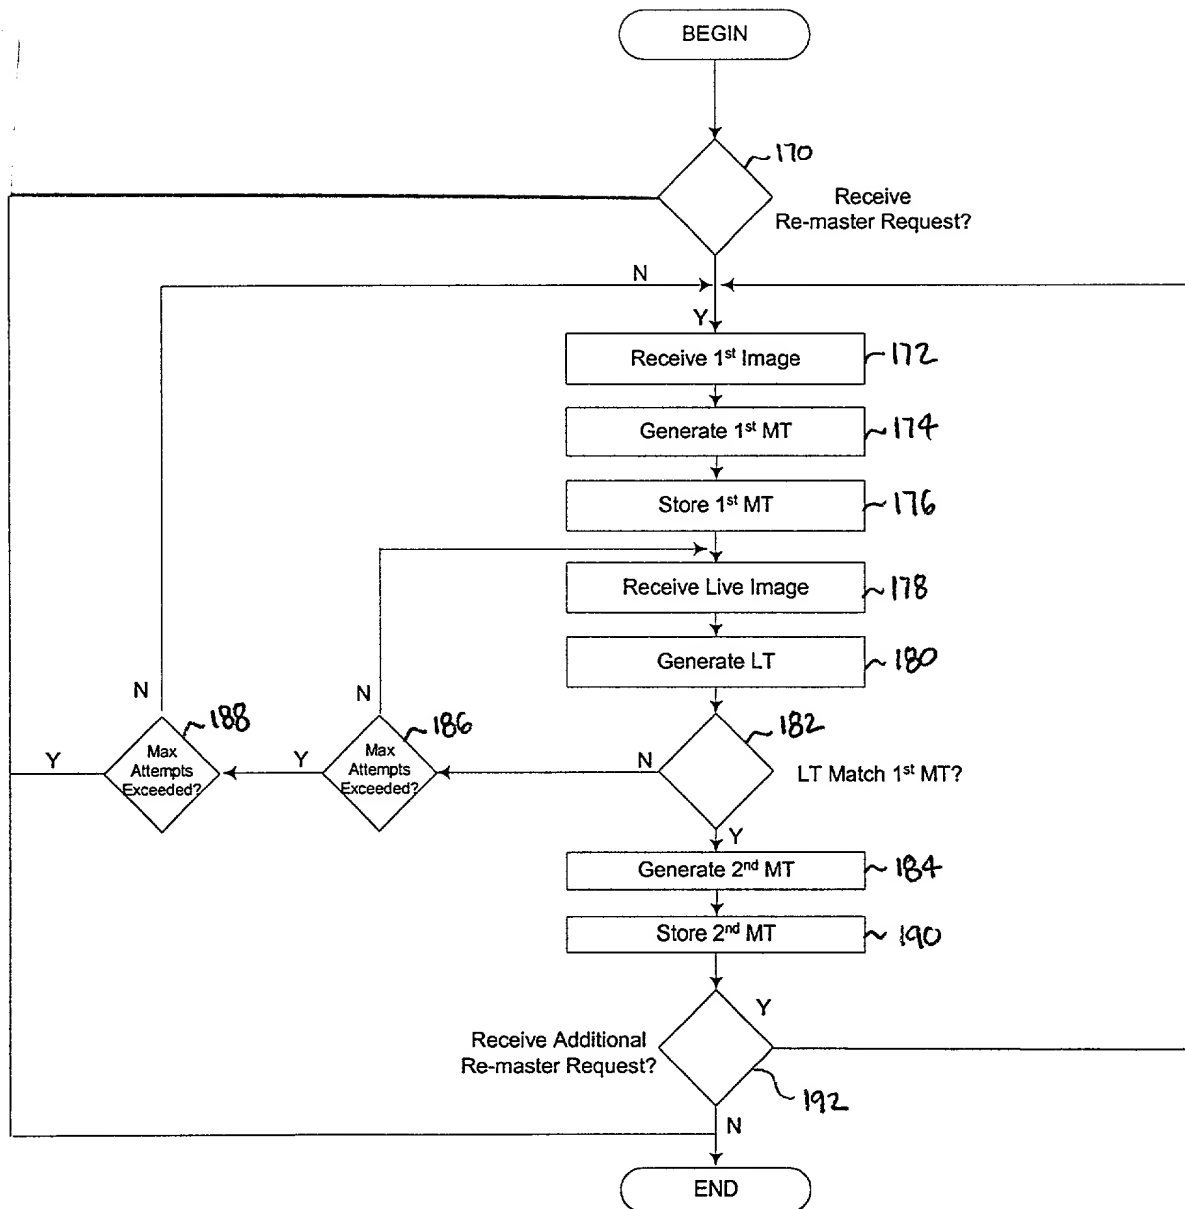 BEGIN
170
Receive
Re-master Request?
N
Y
Receive 1st Image
172
Generate 1st MT
174
Store 1st MT
176
Receive Live Image
178
Generate LT
180
N
188
N
186
182
Y
Max
Attempts
Exceeded?
Y
Max
Attempts
Exceeded?
N
LT Match 1st MT?
Y
Generate 2nd MT
184
Store 2nd MT
190
Y
Receive Additional
Re-master Request?
192
N
END